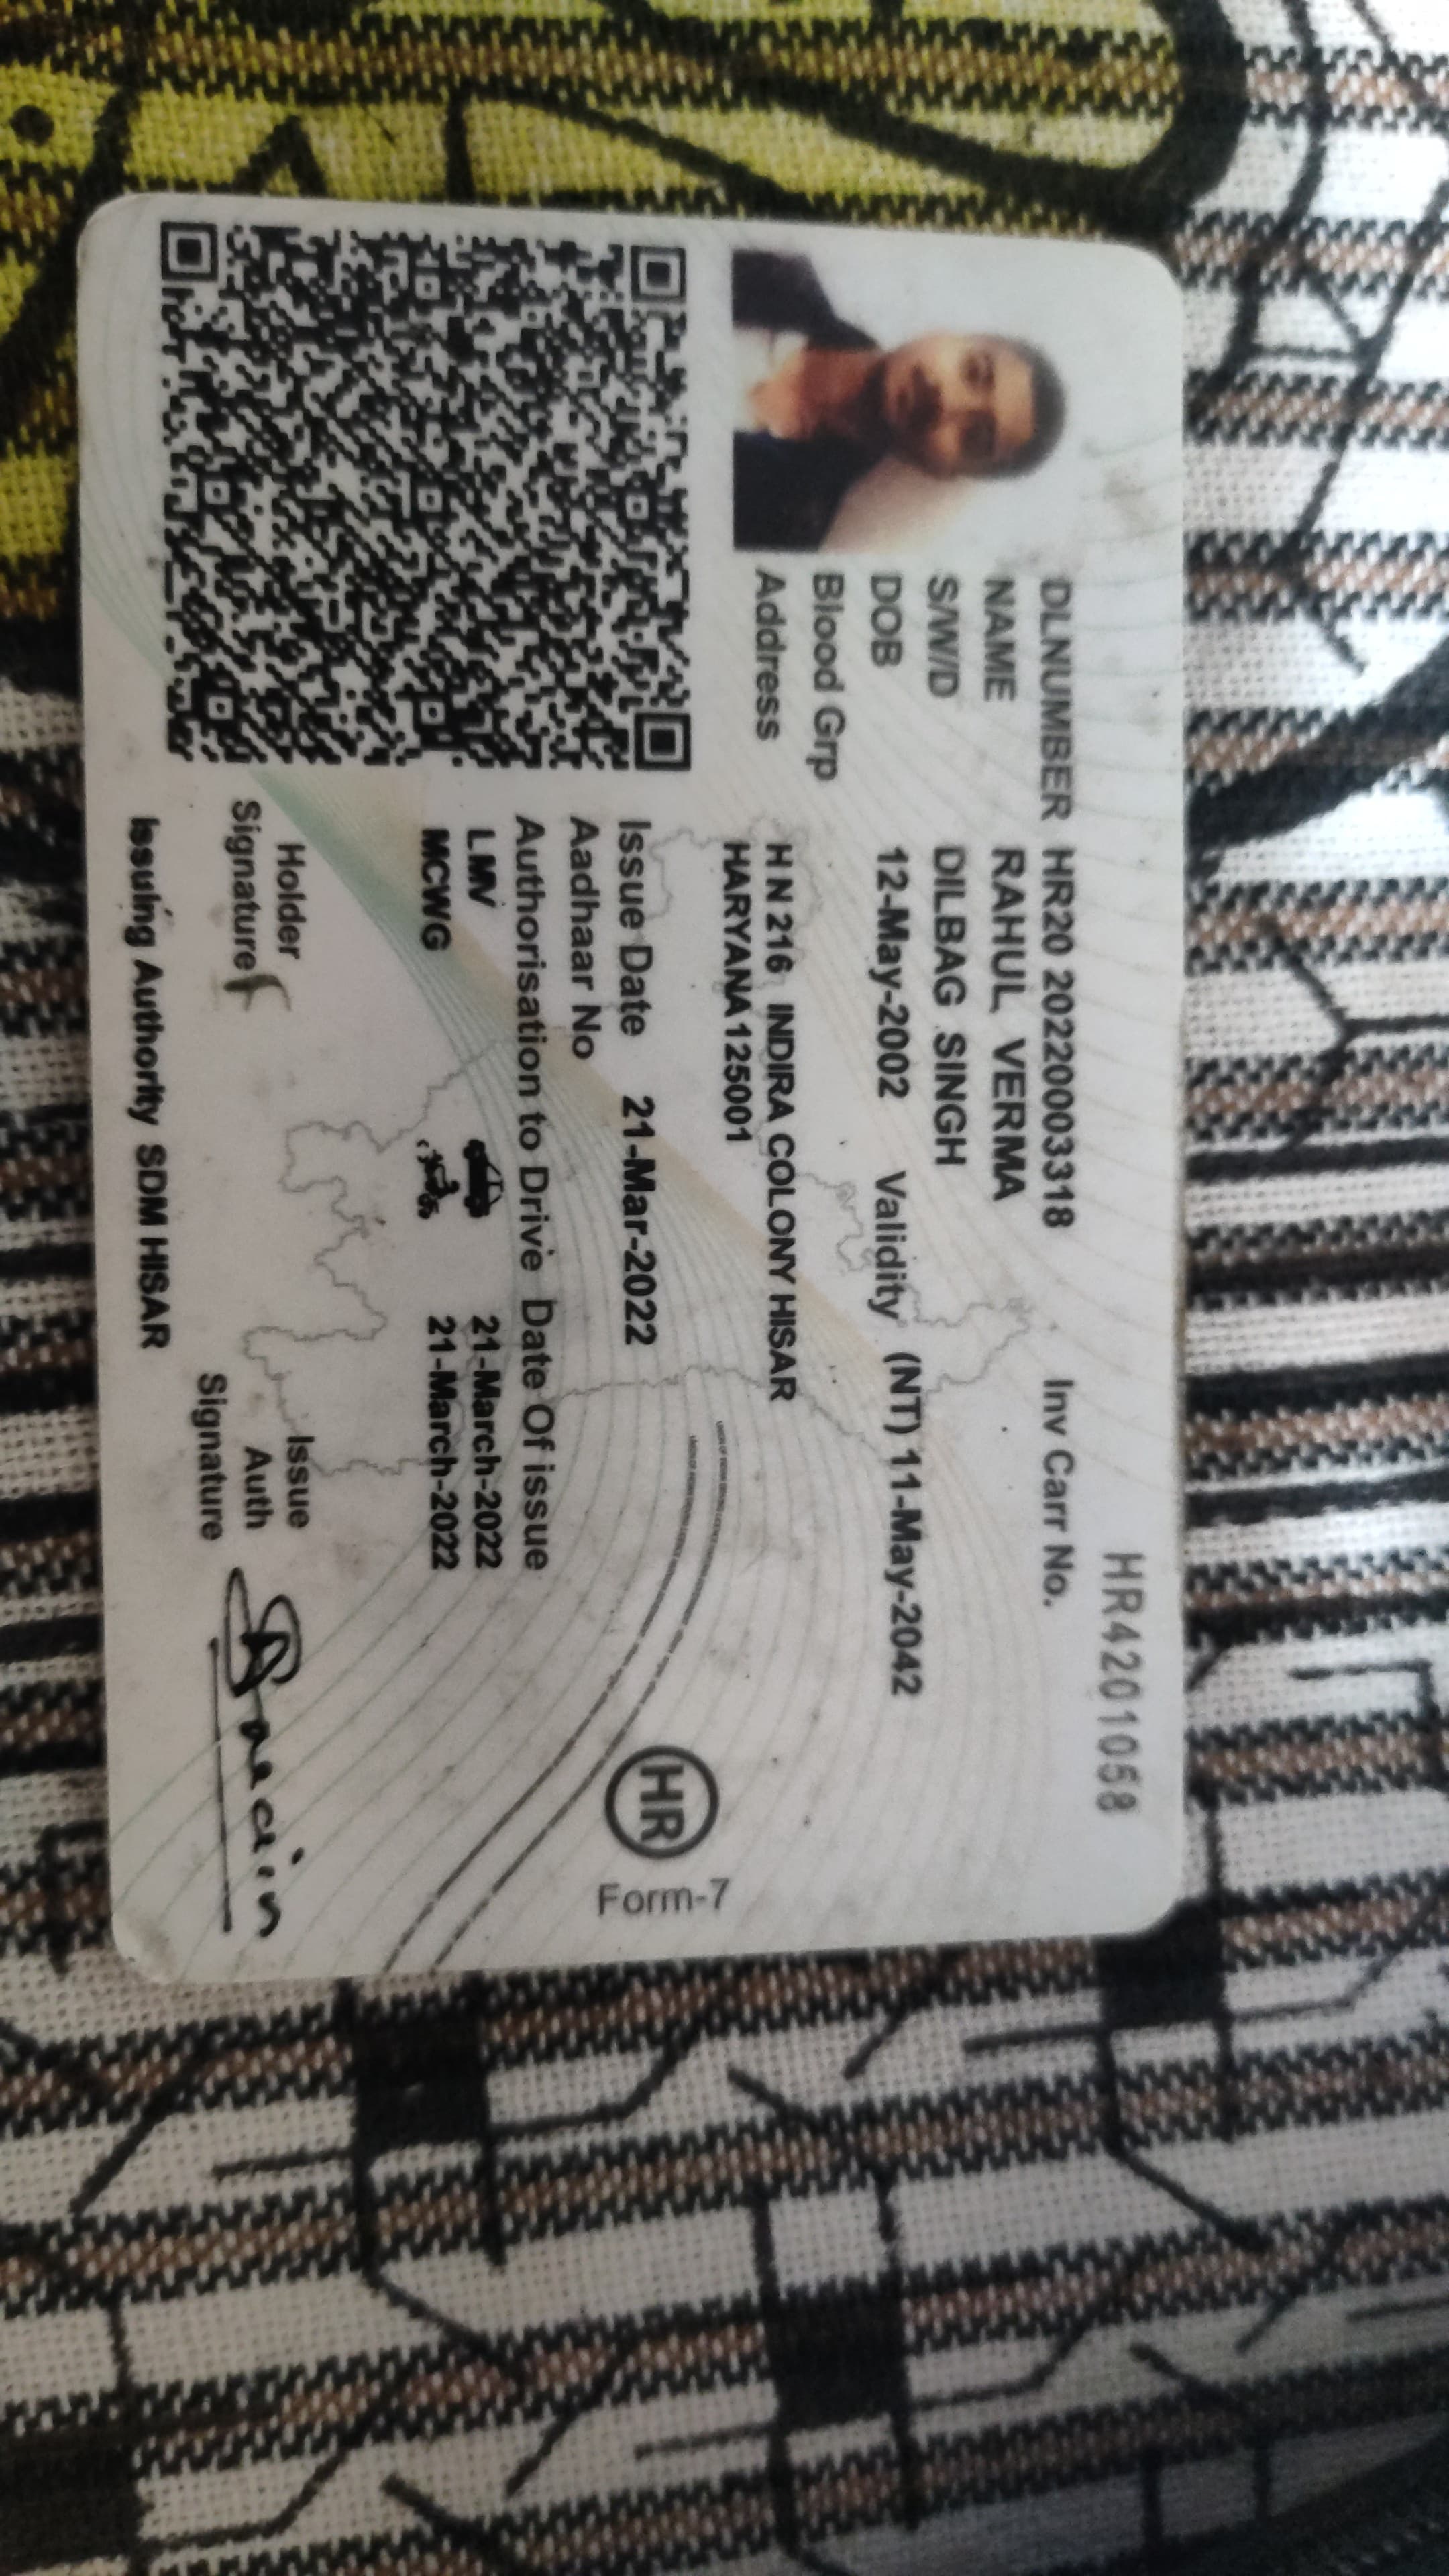 HR4201058
DLNUMBER HR20 20220003318 Inv Carr No.
NAME RAHUL VERMA
S/W/D DILBAG SINGH
DOB 12-May-2002 Validity (NT) 11-May-2042
Blood Grp
Address H N 216 INDIRA COLONY HISAR
HARYANA125001
HR
Form-7
Issue Date 21-Mar-2022
Aadhaar No
Authorisation to Drive Date Of issue
LMV 21-March-2022
MCWG 21-March-2022
Holder
Signature
Issue
Auth
Signature
Issuing Authority SDM HISAR